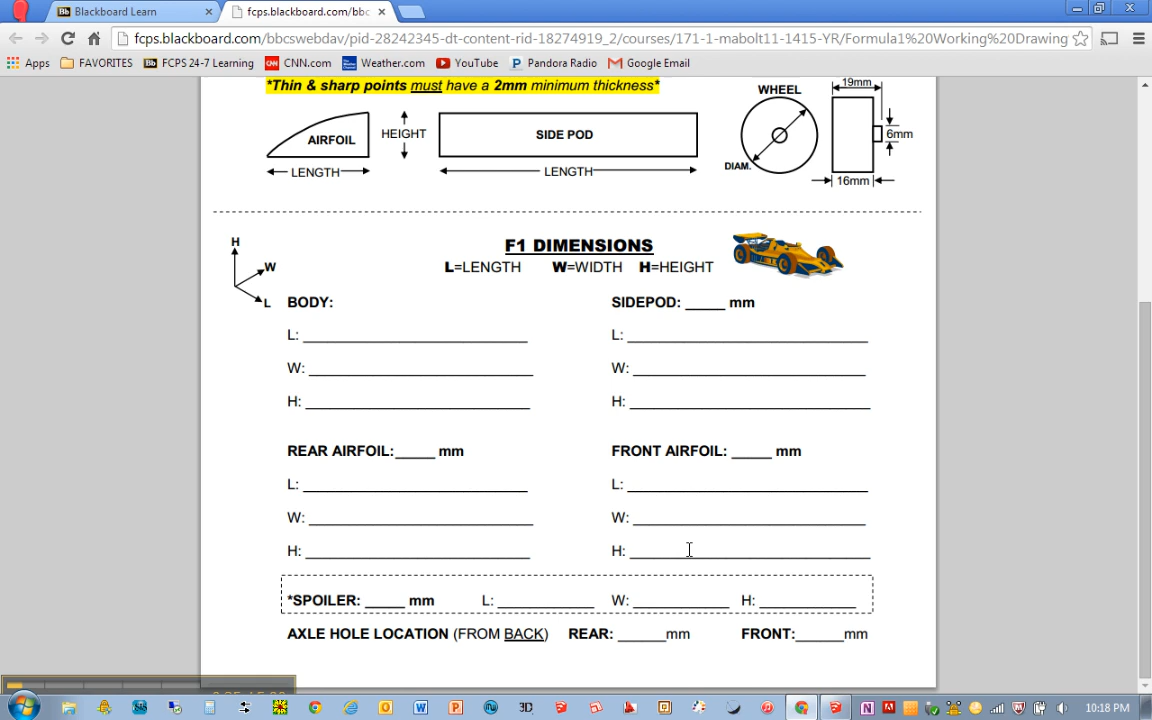 Blackboard Learn
fcps.blackboard.com/bbc
fcps.blackboard.com/bbcswebdav/pid-28242345-dt-content-rid-18274919_2/courses/171-1-mabolt11-1415-YR/Formula1%20Working%20Drawing
Apps FAVORITES FCPS 24-7 Learning CNN.com Weather.com YouTube Pandora Radio Google Email
*Thin & sharp points must have a 2mm minimum thickness*
WHEEL 19mm
AIRFOIL HEIGHT SIDE POD 6mm
LENGTH LENGTH DIAM. 16mm
H
W
L
F1 DIMENSIONS
L=LENGTH W=WIDTH H=HEIGHT
BODY: SIDEPOD: _____ mm
L: L:
W: W:
H: H:
REAR AIRFOIL:_____ mm FRONT AIRFOIL: _____ mm
L: L:
W: W:
H: H:
*SPOILER: _____ mm L: W: H:
AXLE HOLE LOCATION (FROM BACK) REAR: ______mm FRONT:______mm
10:18 PM